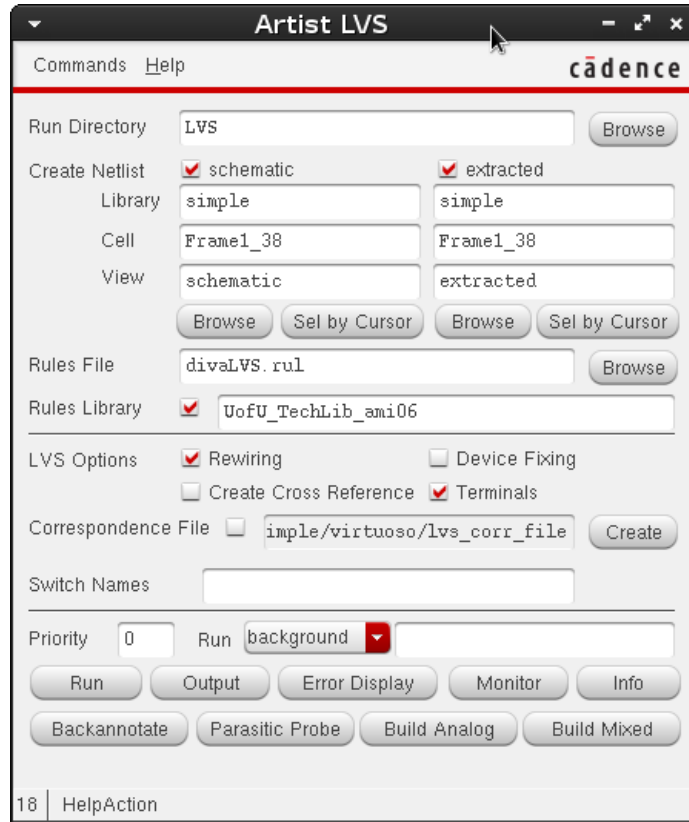 Artist LVS
Commands Help
cādence
Run Directory LVS Browse
Create Netlist schematic extracted
Library simple simple
Cell Frame1_38 Frame1_38
View schematic extracted
Browse Sel by Cursor Browse Sel by Cursor
Rules File divaLVS.rul Browse
Rules Library UofU_TechLib_ami06
LVS Options Rewiring Device Fixing
Create Cross Reference Terminals
Correspondence File imple/virtuoso/lvs_corr_file Create
Switch Names
Priority 0 Run background
Run Output Error Display Monitor Info
Backannotate Parasitic Probe Build Analog Build Mixed
18 HelpAction